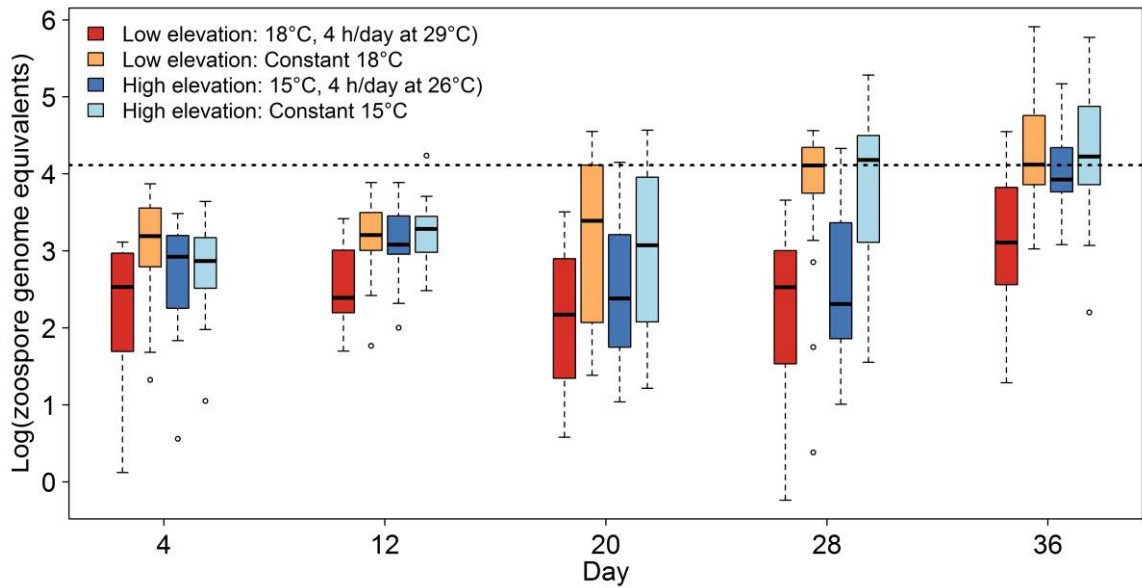 Log(zoospore genome equivalents)
6
5
4
3
2
1
0
Low elevation: 18°C, 4 h/day at 29°C)
Low elevation: Constant 18°C
High elevation: 15°C, 4 h/day at 26°C)
High elevation: Constant 15°C
4
12
20
28
36
Day